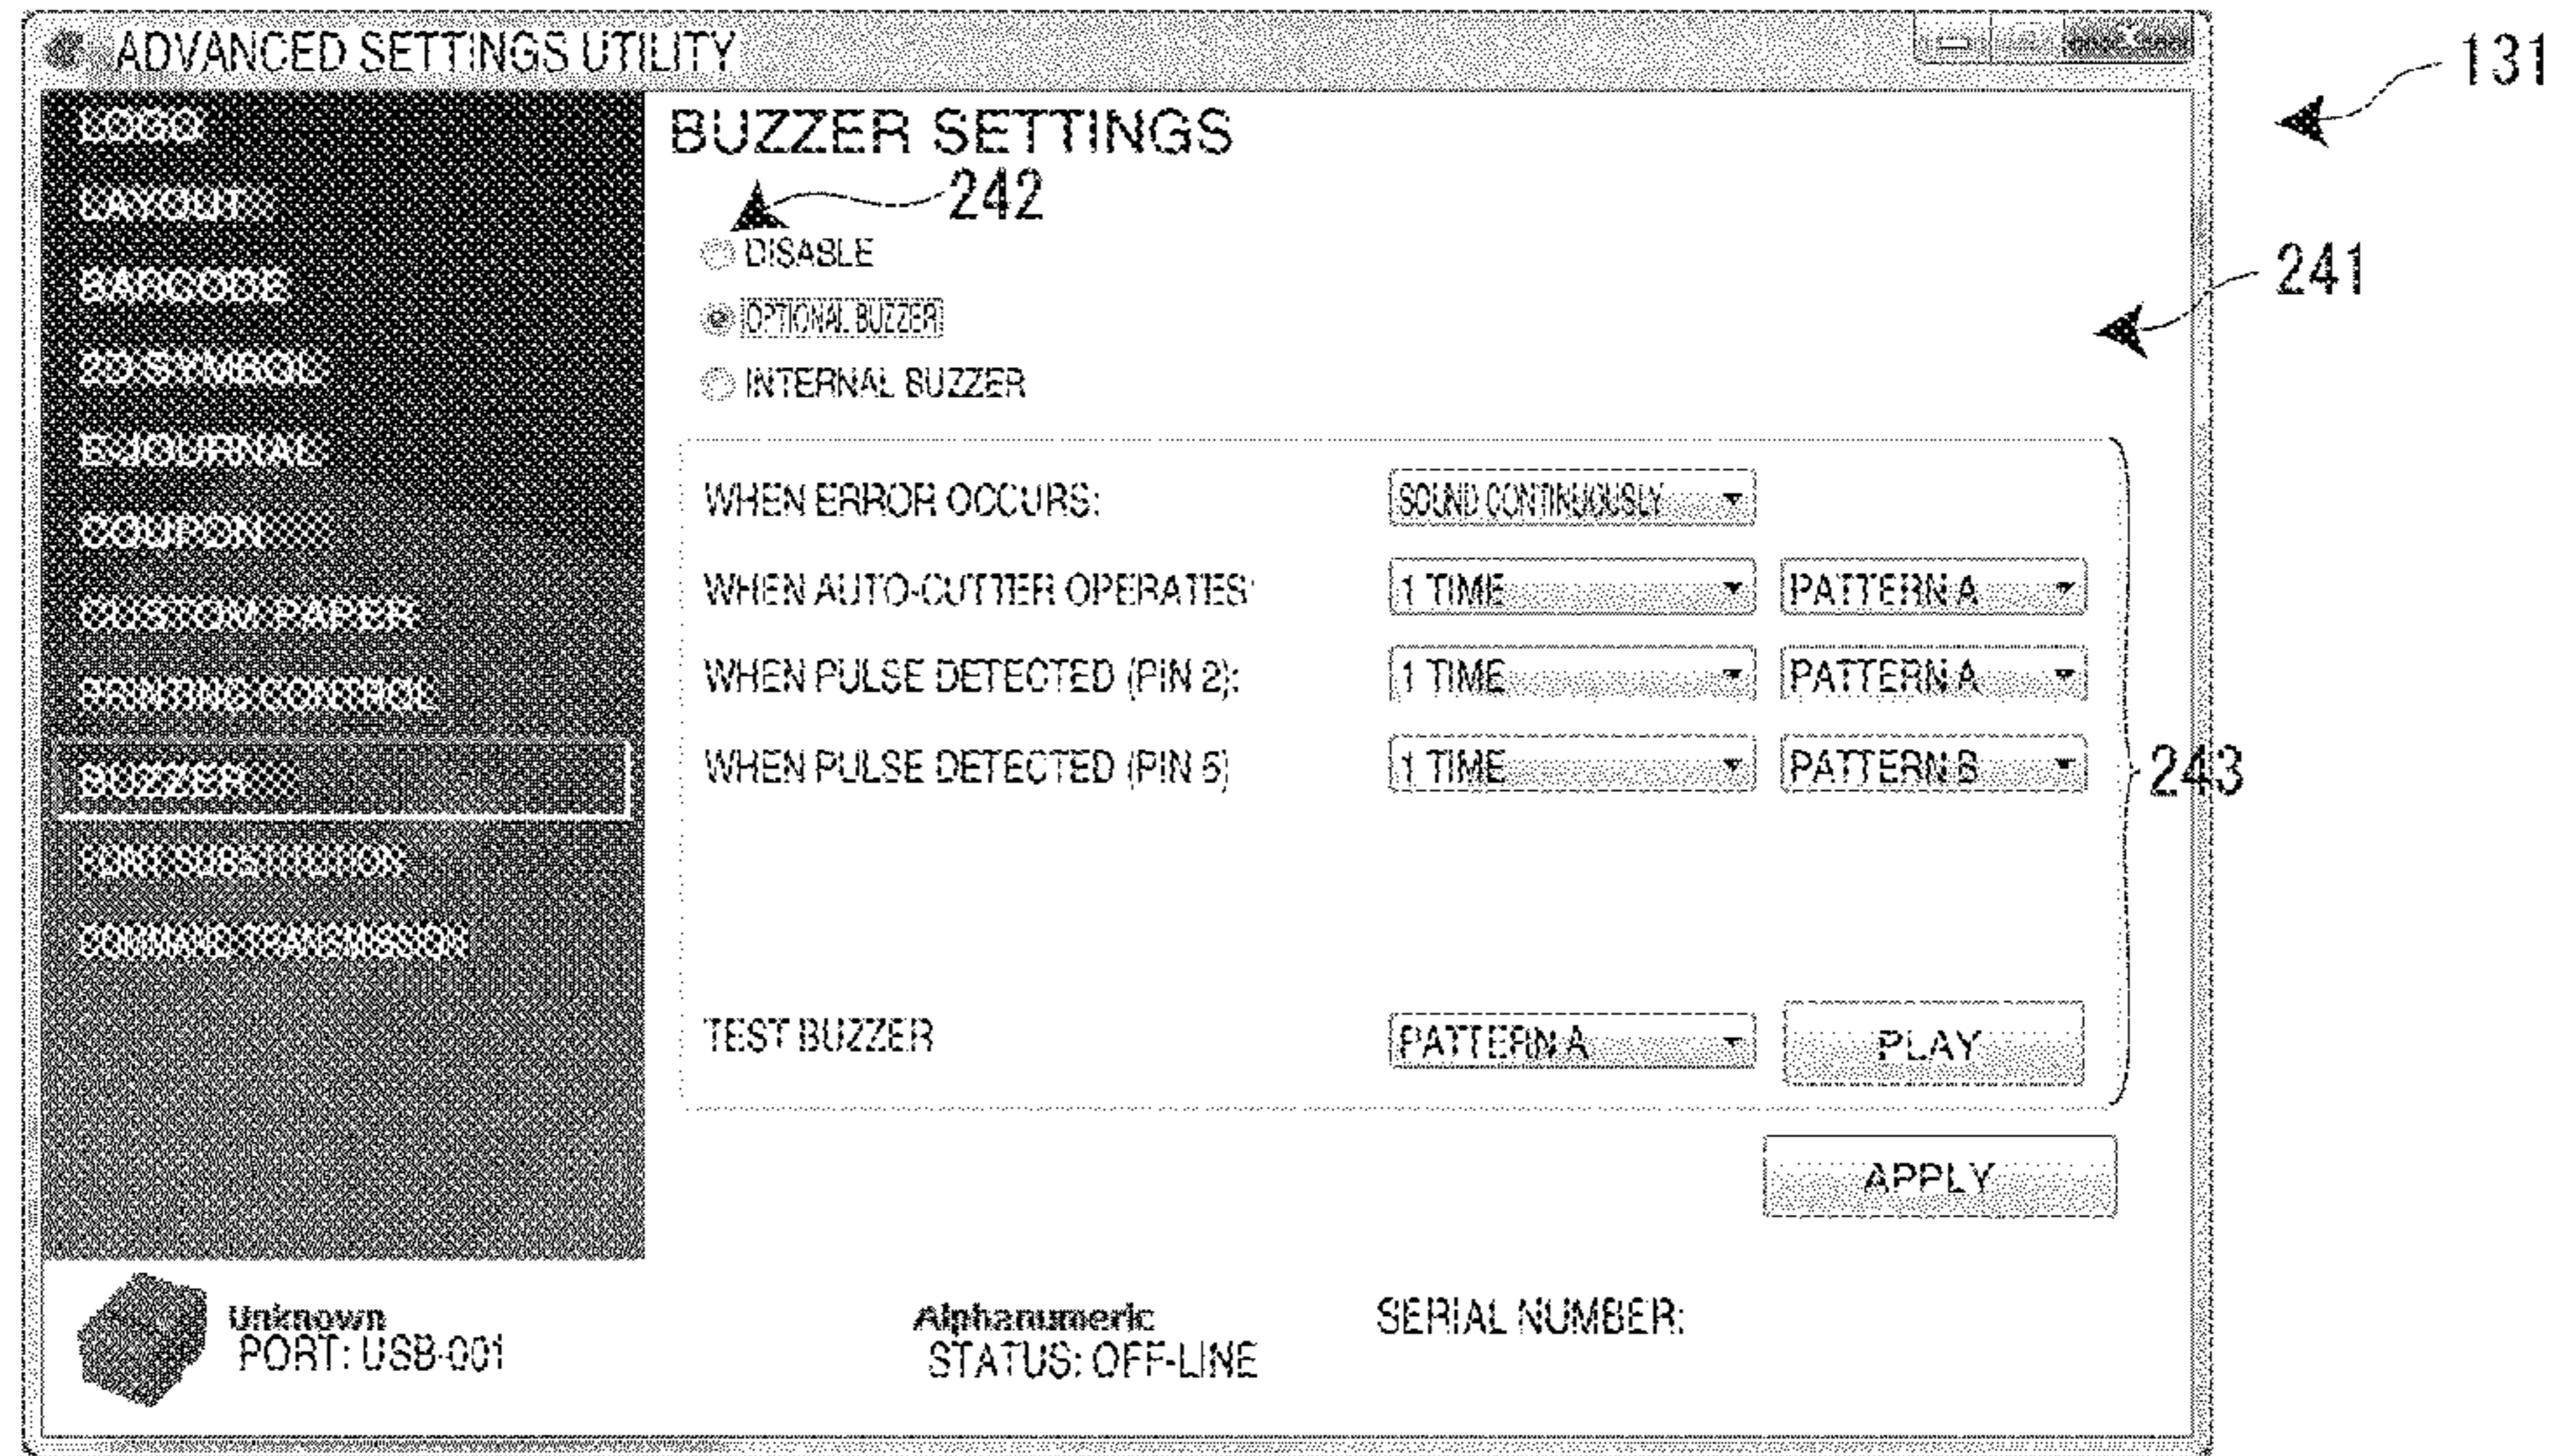 ADVANCED SETTINGS UTILITY
131
LOGO
LAYOUT
BARCODE
2D SYMBOL
E-JOURNAL
COUPON
CUSTOM PAPER
PRINTING CONTROL
BUZZER
FONT SUBSTITUTION
COMMAND TRANSMISSION
BUZZER SETTINGS
242
DISABLE
241
OPTIONAL BUZZER
INTERNAL BUZZER
WHEN ERROR OCCURS: SOUND CONTINUOUSLY
WHEN AUTO-CUTTER OPERATES: 1 TIME PATTERN A
WHEN PULSE DETECTED (PIN 2): 1 TIME PATTERN A
WHEN PULSE DETECTED (PIN 5) 1 TIME PATTERN B
243
TEST BUZZER PATTERN A PLAY
APPLY
Unknown Alphanumeric SERIAL NUMBER:
PORT: USB-001 STATUS: OFF-LINE